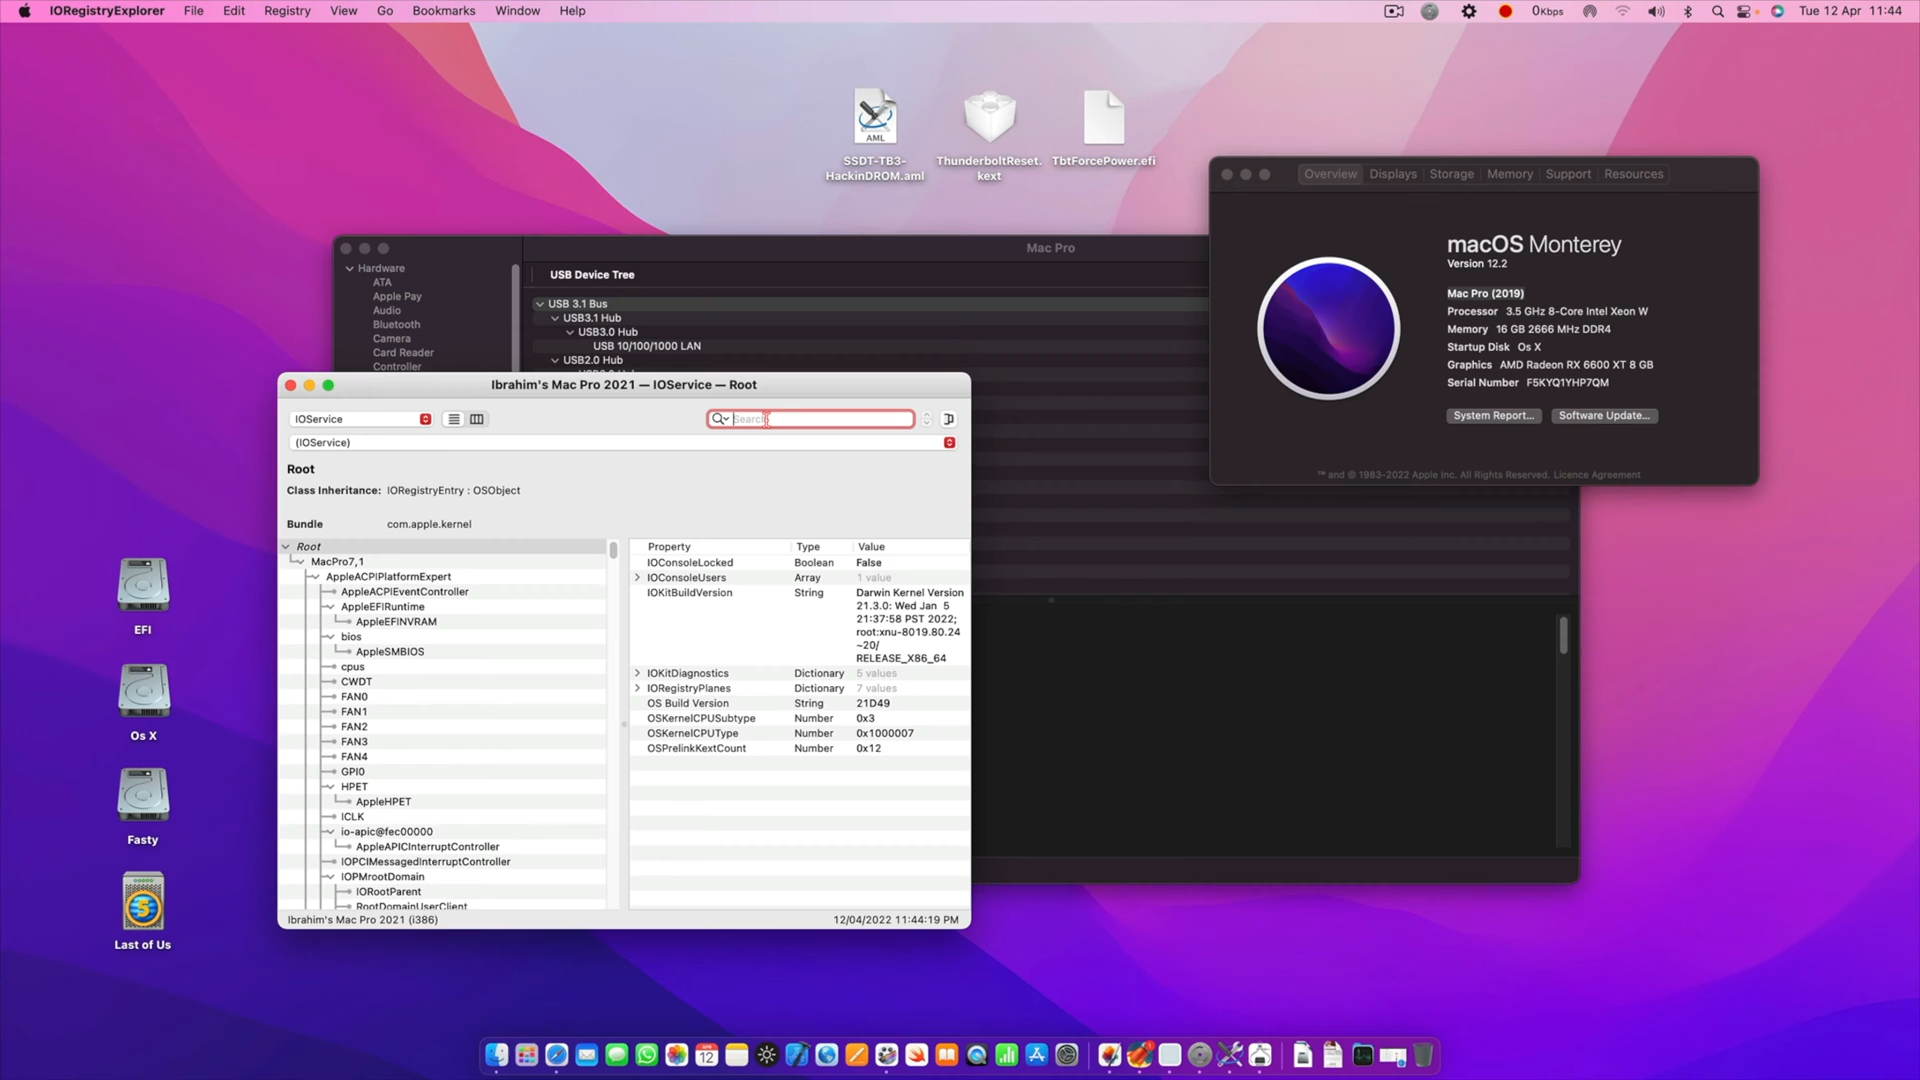 IORegistryExplorer File Edit Registry View Go Bookmarks Window Help 0Kbps Tue 12 Apr 11:44
AML
SSDT-TB3-
HackinDROM.aml
ThunderboltReset.
kext
TbtForcePower.efi
Overview Displays Storage Memory Support Resources
macOS Monterey
Version 12.2
Mac Pro (2019)
Processor 3.5 GHz 8-Core Intel Xeon W
Memory 16 GB 2666 MHz DDR4
Startup Disk Os X
Graphics AMD Radeon RX 6600 XT 8 GB
Serial Number F5KYQ1YHP7QM
System Report... Software Update...
™ and © 1983-2022 Apple Inc. All Rights Reserved. Licence Agreement
Mac Pro
Hardware
ATA
Apple Pay
Audio
Bluetooth
Camera
Card Reader
Controller
USB Device Tree
USB 3.1 Bus
USB3.1 Hub
USB3.0 Hub
USB 10/100/1000 LAN
USB2.0 Hub
Ibrahim's Mac Pro 2021 — IOService — Root
IOService
Search
(IOService)
Root
Class Inheritance: IORegistryEntry : OSObject
Bundle com.apple.kernel
Root
MacPro7,1
AppleACPIPlatformExpert
AppleACPIEventController
AppleEFIRuntime
AppleEFINVRAM
bios
AppleSMBIOS
cpus
CWDT
FAN0
FAN1
FAN2
FAN3
FAN4
GPI0
HPET
AppleHPET
ICLK
io-apic@fec00000
AppleAPICInterruptController
IOPCIMessagedInterruptController
IOPMrootDomain
IORootParent
RootDomainUserClient
Property Type Value
IOConsoleLocked Boolean False
IOConsoleUsers Array 1 value
IOKitBuildVersion String Darwin Kernel Version
21.3.0: Wed Jan 5
21:37:58 PST 2022;
root:xnu-8019.80.24
~20/
RELEASE_X86_64
IOKitDiagnostics Dictionary 5 values
IORegistryPlanes Dictionary 7 values
OS Build Version String 21D49
OSKernelCPUSubtype Number 0x3
OSKernelCPUType Number 0x1000007
OSPrelinkKextCount Number 0x12
Ibrahim's Mac Pro 2021 (i386) 12/04/2022 11:44:19 PM
EFI
Os X
Fasty
5
Last of Us
APR
12